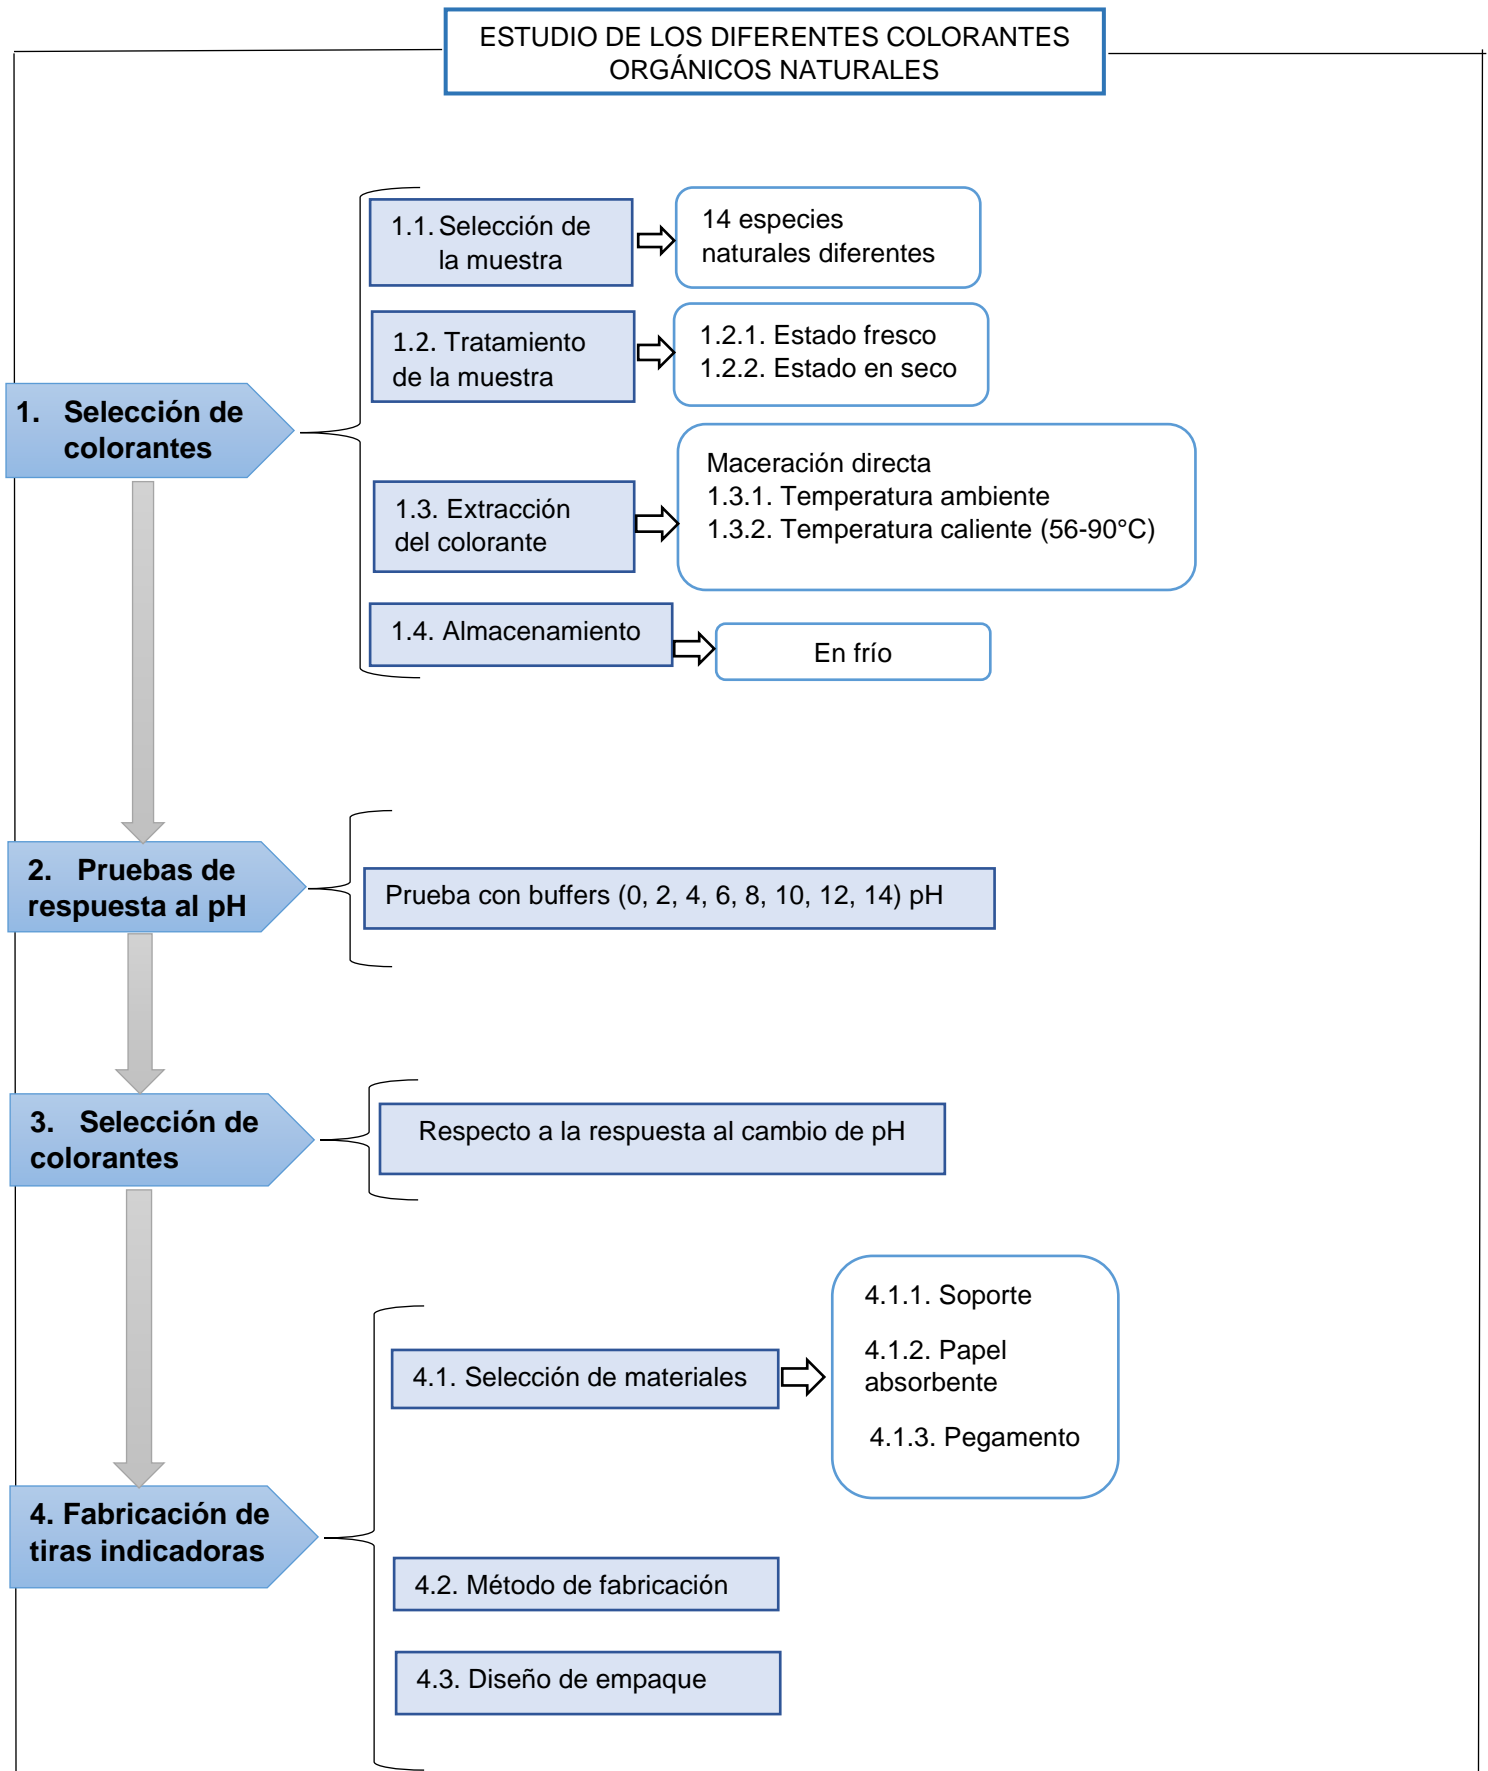 ESTUDIO DE LOS DIFERENTES COLORANTES
ORGÁNICOS NATURALES
1. Selección de
colorantes
1.1. Selección de
la muestra
14 especies
naturales diferentes
1.2. Tratamiento
de la muestra
1.2.1. Estado fresco
1.2.2. Estado en seco
1.3. Extracción
del colorante
Maceración directa
1.3.1. Temperatura ambiente
1.3.2. Temperatura caliente (56-90°C)
1.4. Almacenamiento
En frío
2. Pruebas de
respuesta al pH
Prueba con buffers (0, 2, 4, 6, 8, 10, 12, 14) pH
3. Selección de
colorantes
Respecto a la respuesta al cambio de pH
4. Fabricación de
tiras indicadoras
4.1. Selección de materiales
4.1.1. Soporte
4.1.2. Papel
absorbente
4.1.3. Pegamento
4.2. Método de fabricación
4.3. Diseño de empaque